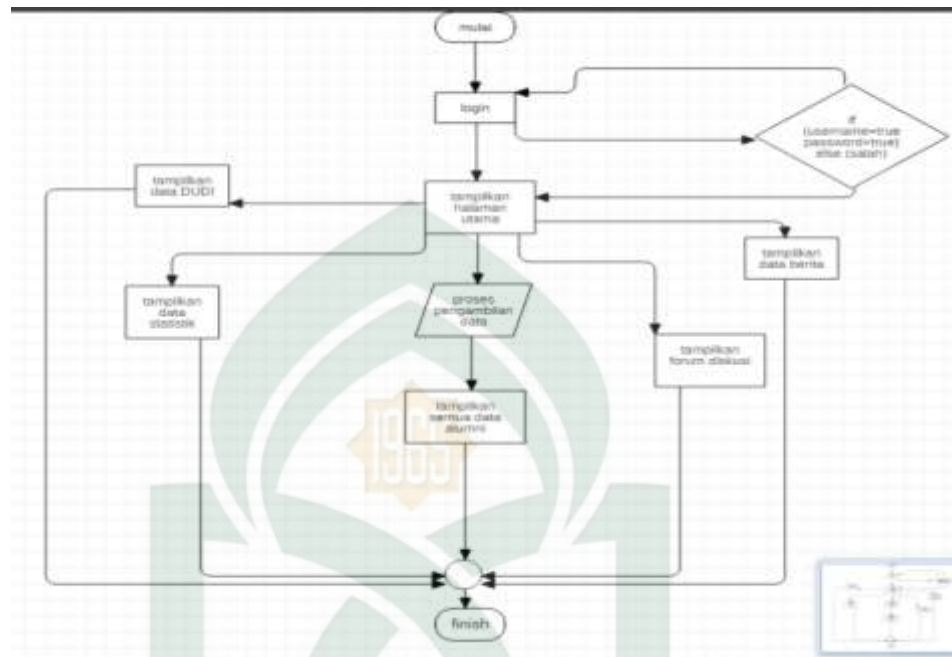 mulai
login
if
(username=true
password=true)
else (salah)
tampilkan
data DUDI
tampilkan
halaman
utama
tampilkan
data berita
tampilkan
data
statistik
proses
pengambilan
data
tampilkan
forum diskusi
tampilkan
semua data
alumni
1965
finish